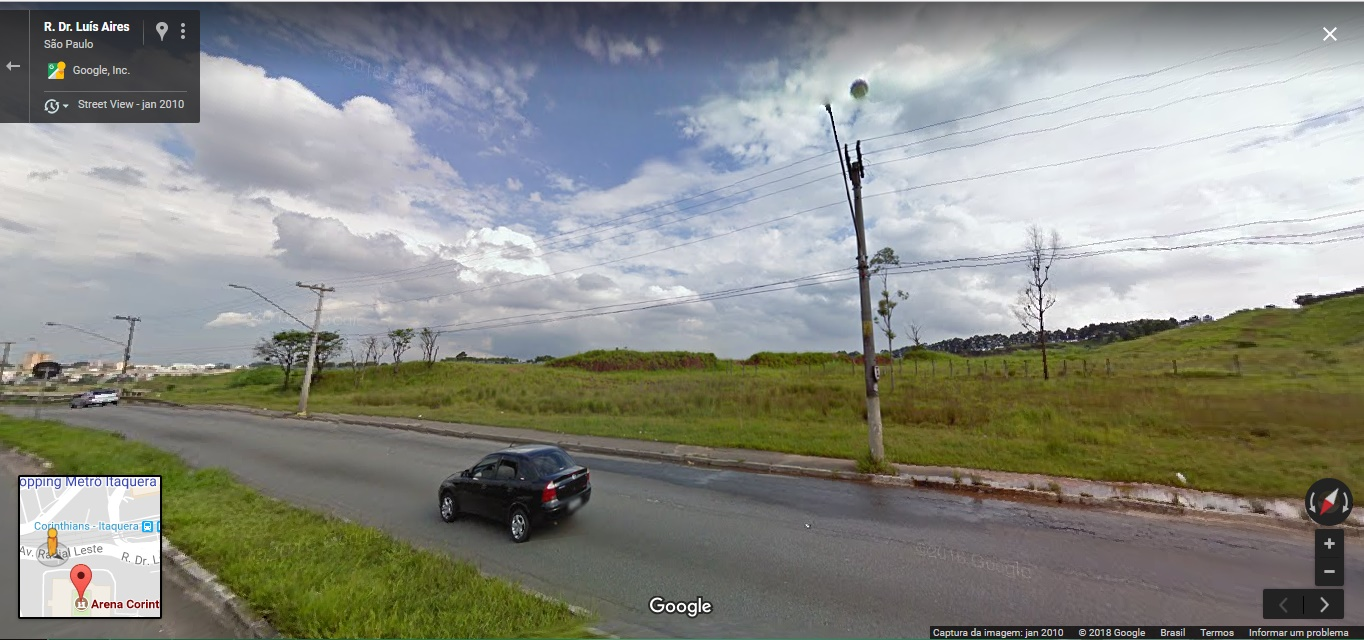 R. Dr. Luís Aires
São Paulo
Google, Inc.
Street View - jan 2010
opping Metro Itaquera
Corinthians - Itaquera
Av. Radial Leste
R. Dr. L
Arena Corint
Google
©2018 Google
Captura da imagem: jan 2010 © 2018 Google Brasil Termos Informar um problema